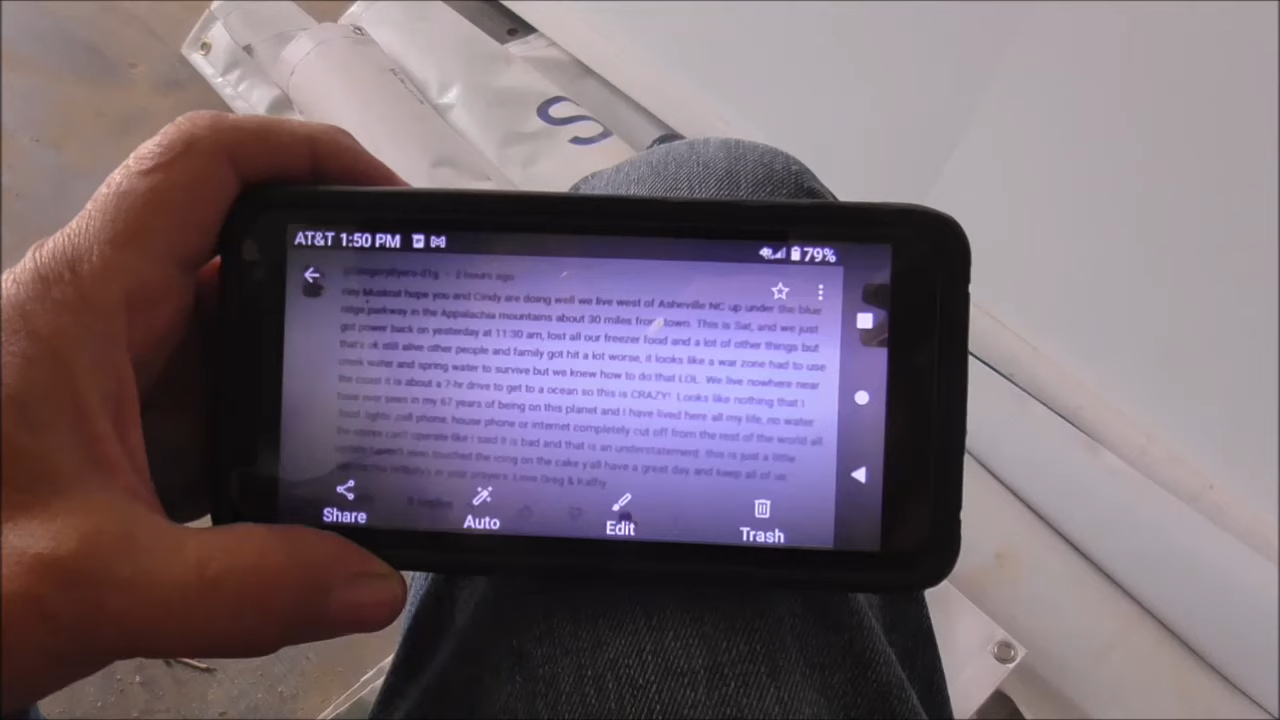 S
AT&T 1:50 PM 79%
2 hours ago
Hey Muskrat hope you and Cindy are doing well we live west of Asheville NC up under the blue
ridge parkway in the Appalachia mountains about 30 miles from town. This is Sat, and we just
got power back on yesterday at 11:30 am, lost all our freezer food and a lot of other things but
that's ok still alive other people and family got hit a lot worse, it looks like a war zone had to use
creek water and spring water to survive but we knew how to do that LOL. We live nowhere near
the coast it is about a 7-hr drive to get to a ocean so this is CRAZY! Looks like nothing that I
have ever seen in my 67 years of being on this planet and I have lived here all my life, no water
food, lights ,cell phone, house phone or internet completely cut off from the rest of the world all
the stores can't operate like i said it is bad and that is an understatement, this is just a little
haven't even touched the icing on the cake y'all have a great day and keep all of us
in your prayers. Love Greg & Kathy
Share Auto Edit Trash